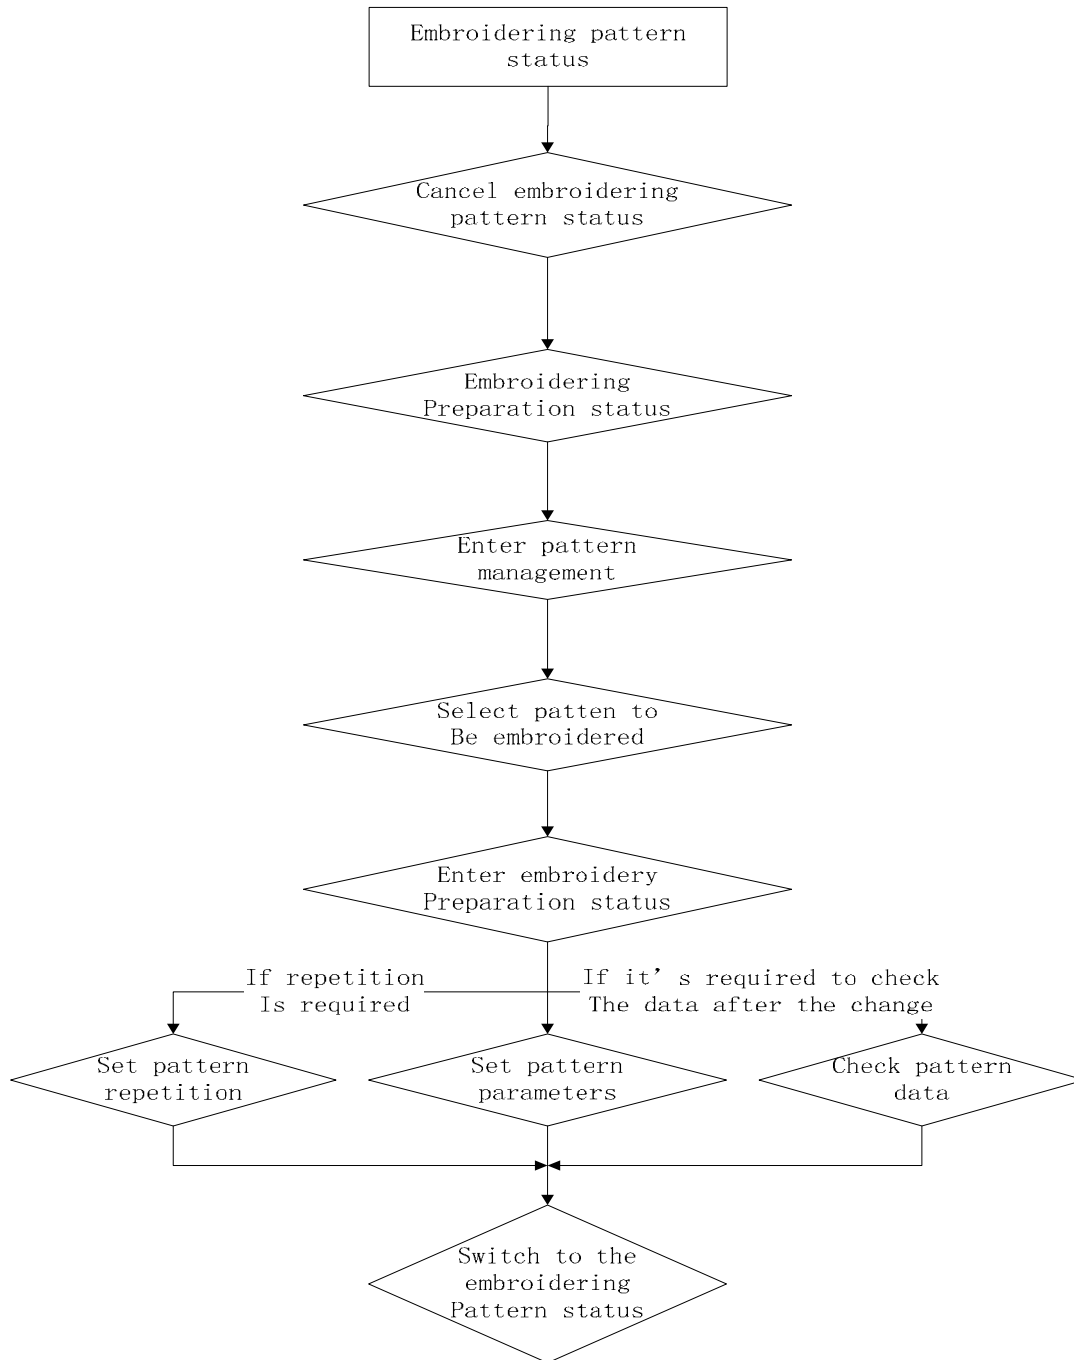 Embroidering pattern
status
Cancel embroidering
pattern status
Embroidering
Preparation status
Enter pattern
management
Select patten to
Be embroidered
Enter embroidery
Preparation status
If repetition
Is required
If it’s required to check
The data after the change
Set pattern
repetition
Set pattern
parameters
Check pattern
data
Switch to the
embroidering
Pattern status